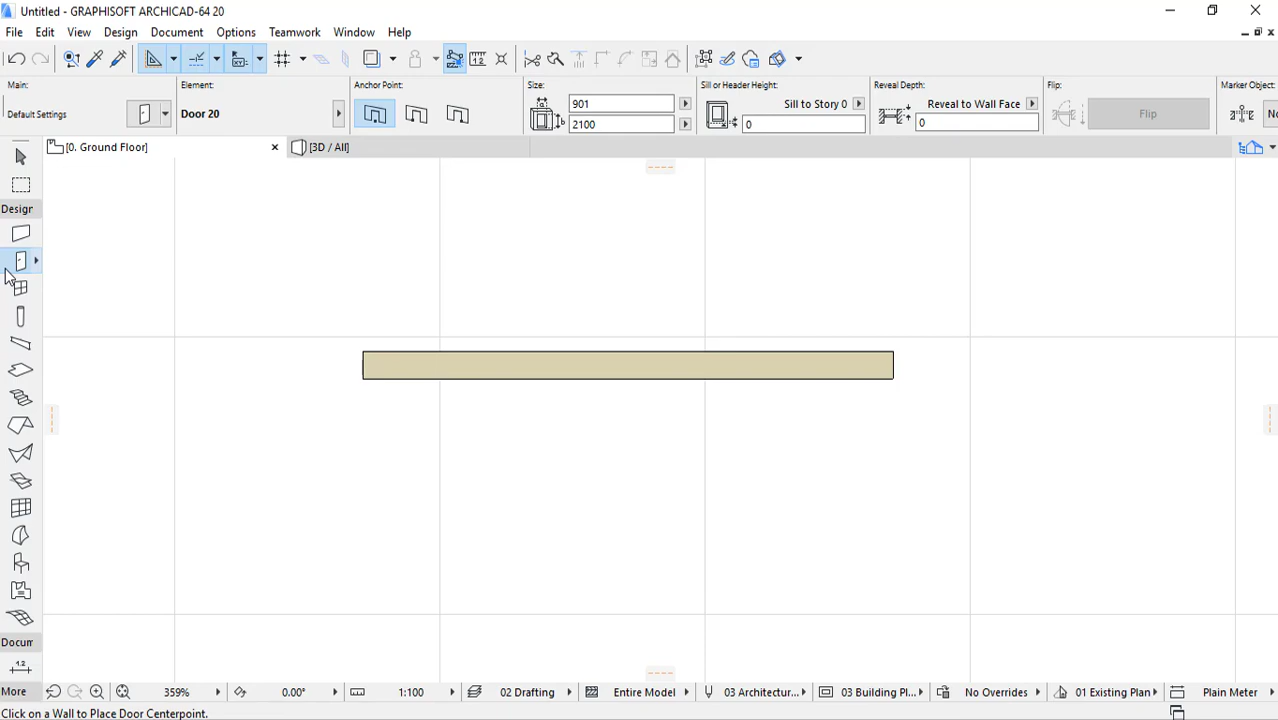 Untitled - GRAPHISOFT ARCHICAD-64 20
File Edit View Design Document Options Teamwork Window Help
Main: Element: Anchor Point: Size: Sill or Header Height: Reveal Depth: Flip: Marker Object:
Default Settings Door 20 901 2100 Sill to Story 0 0 Reveal to Wall Face 0 Flip No
[0. Ground Floor] [3D / All]
Design
Docum
1.2
More 359% 0.00° 1:100 02 Drafting Entire Model 03 Architectur... 03 Building Pl... No Overrides 01 Existing Plan Plain Meter
Click on a Wall to Place Door Centerpoint.